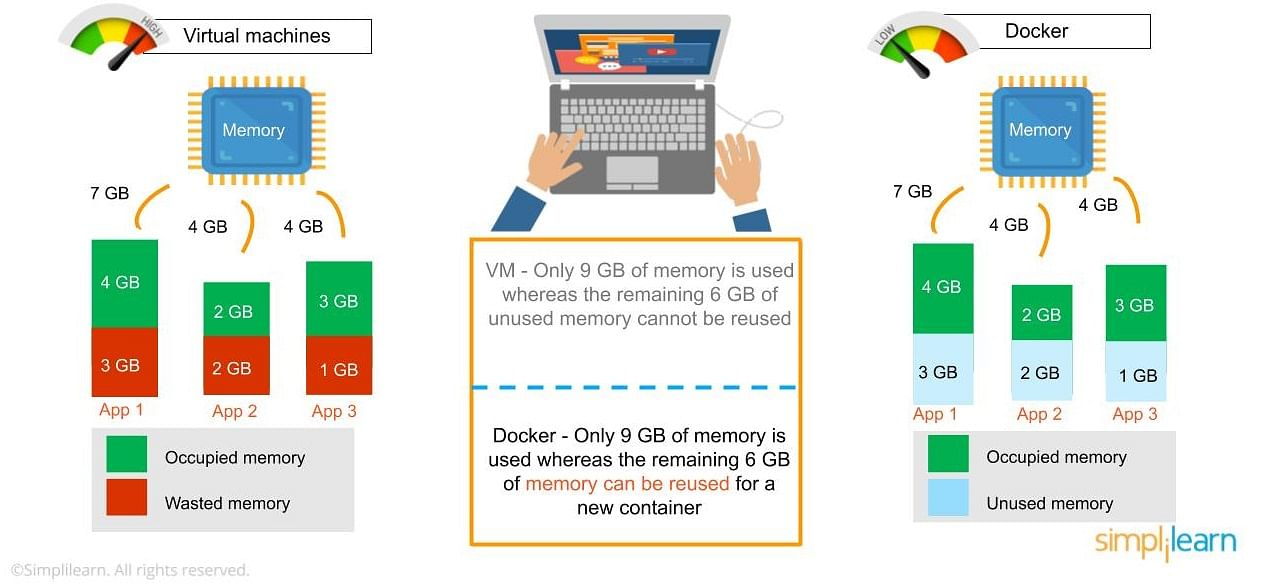 HIGH
Virtual machines
Memory
7 GB
4 GB
4 GB
4 GB
3 GB
App 1
2 GB
2 GB
App 2
3 GB
1 GB
App 3
Occupied memory
Wasted memory
VM - Only 9 GB of memory is used
whereas the remaining 6 GB of
unused memory cannot be reused
Docker - Only 9 GB of memory is
used whereas the remaining 6 GB
of memory can be reused for a
new container
LOW
Docker
Memory
7 GB
4 GB
4 GB
4 GB
3 GB
App 1
2 GB
2 GB
App 2
3 GB
1 GB
App 3
Occupied memory
Unused memory
simplilearn
©Simplilearn. All rights reserved.